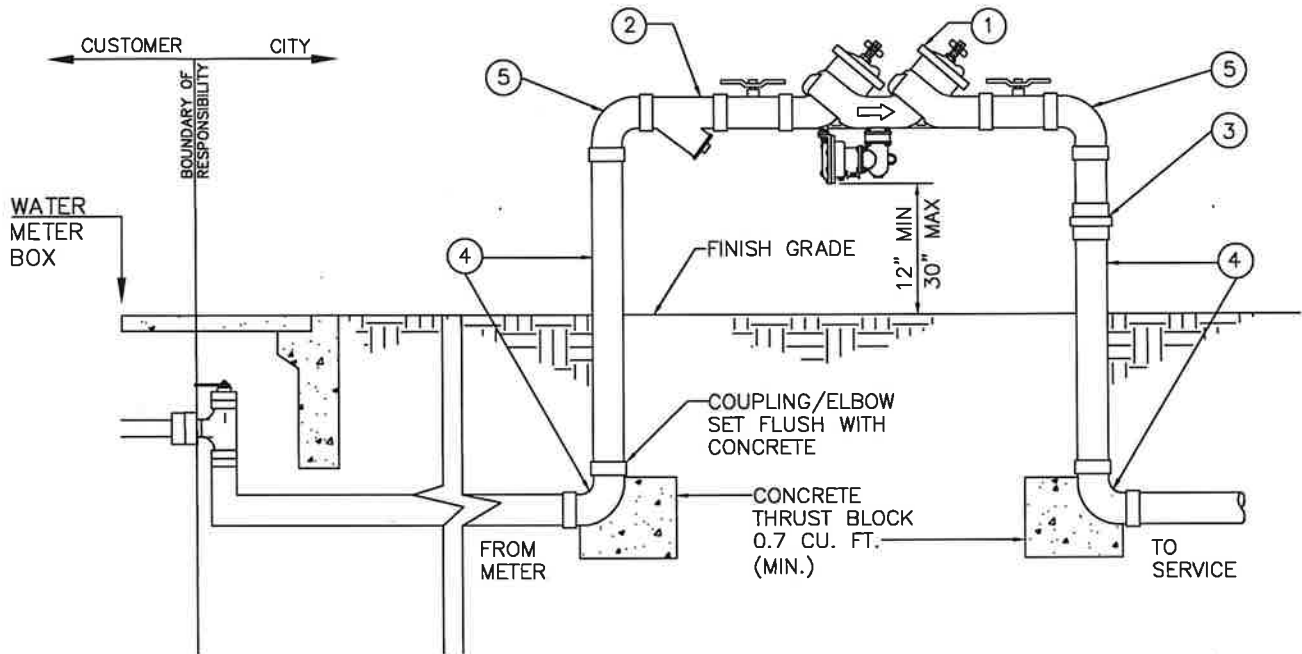 CUSTOMER
CITY
BOUNDARY OF
RESPONSIBILITY
2
1
5
5
3
WATER
METER
BOX
4
FINISH GRADE
12" MIN
30" MAX
4
COUPLING/ELBOW
SET FLUSH WITH
CONCRETE
CONCRETE
THRUST BLOCK
0.7 CU. FT.
(MIN.)
FROM
METER
TO
SERVICE